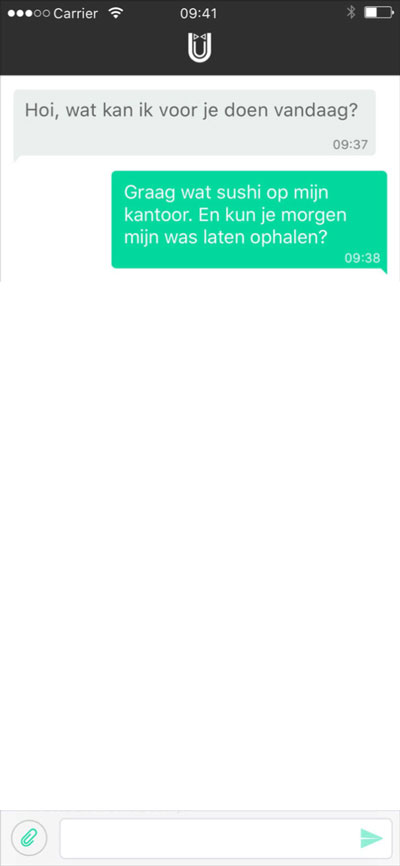 Carrier 09:41
Hoi, wat kan ik voor je doen vandaag?
09:37
Graag wat sushi op mijn
kantoor. En kun je morgen
mijn was laten ophalen?
09:38